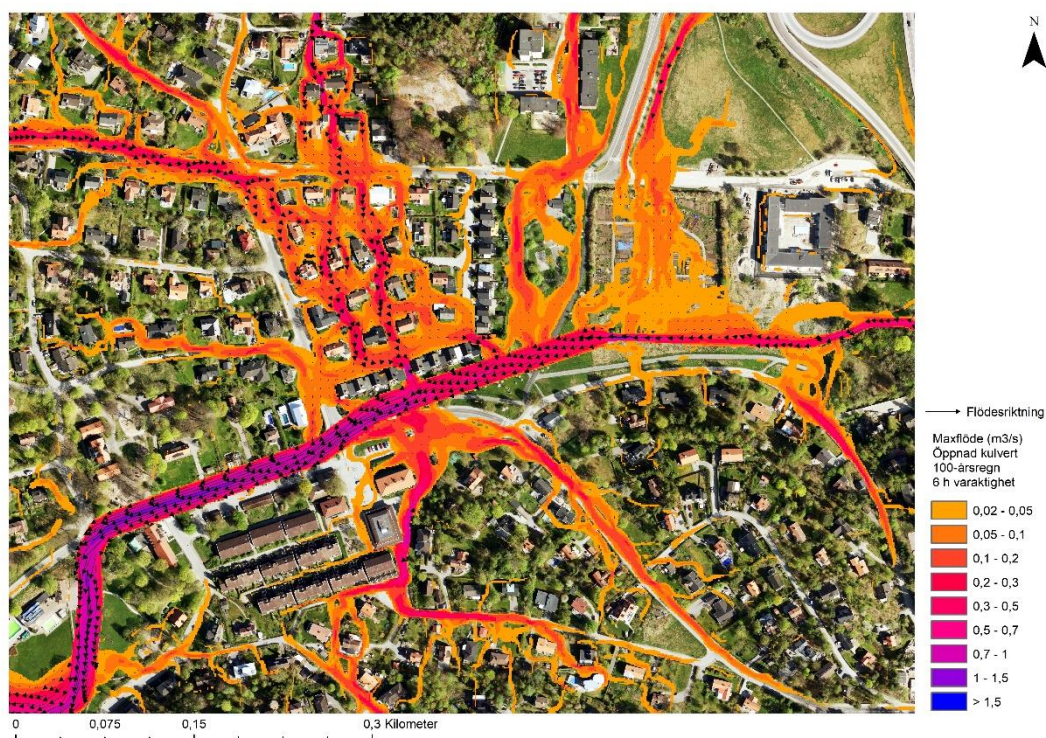 N
Flödesriktning
Maxflöde (m3/s)
Öppnad kulvert
100-årsregn
6 h varaktighet
0,02 - 0,05
0,05 - 0,1
0,1 - 0,2
0,2 - 0,3
0,3 - 0,5
0,5 - 0,7
0,7 - 1
1 - 1,5
> 1,5
0 0,075 0,15 0,3 Kilometer